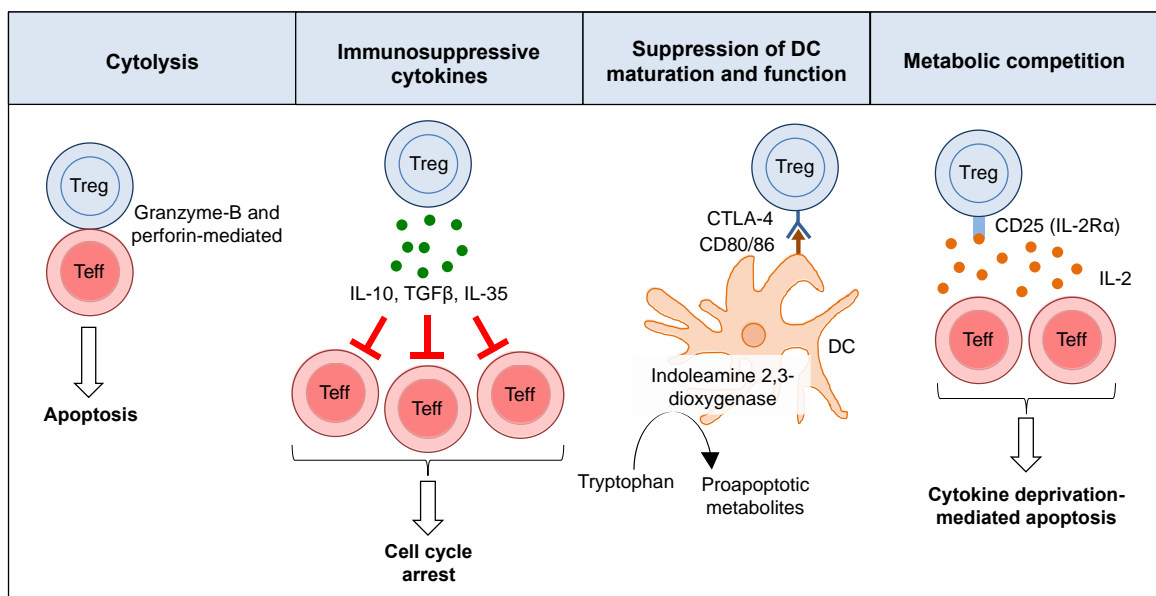 Cytolysis
Immunosuppressive
cytokines
Suppression of DC
maturation and function
Metabolic competition
Treg
Granzyme-B and
perforin-mediated
Teff
Apoptosis
Treg
IL-10, TGFβ, IL-35
Teff
Teff
Teff
Cell cycle
arrest
Treg
CTLA-4
CD80/86
DC
Indoleamine 2,3-
dioxygenase
Tryptophan
Proapoptotic
metabolites
Treg
CD25 (IL-2Rα)
IL-2
Teff
Teff
Cytokine deprivation-
mediated apoptosis